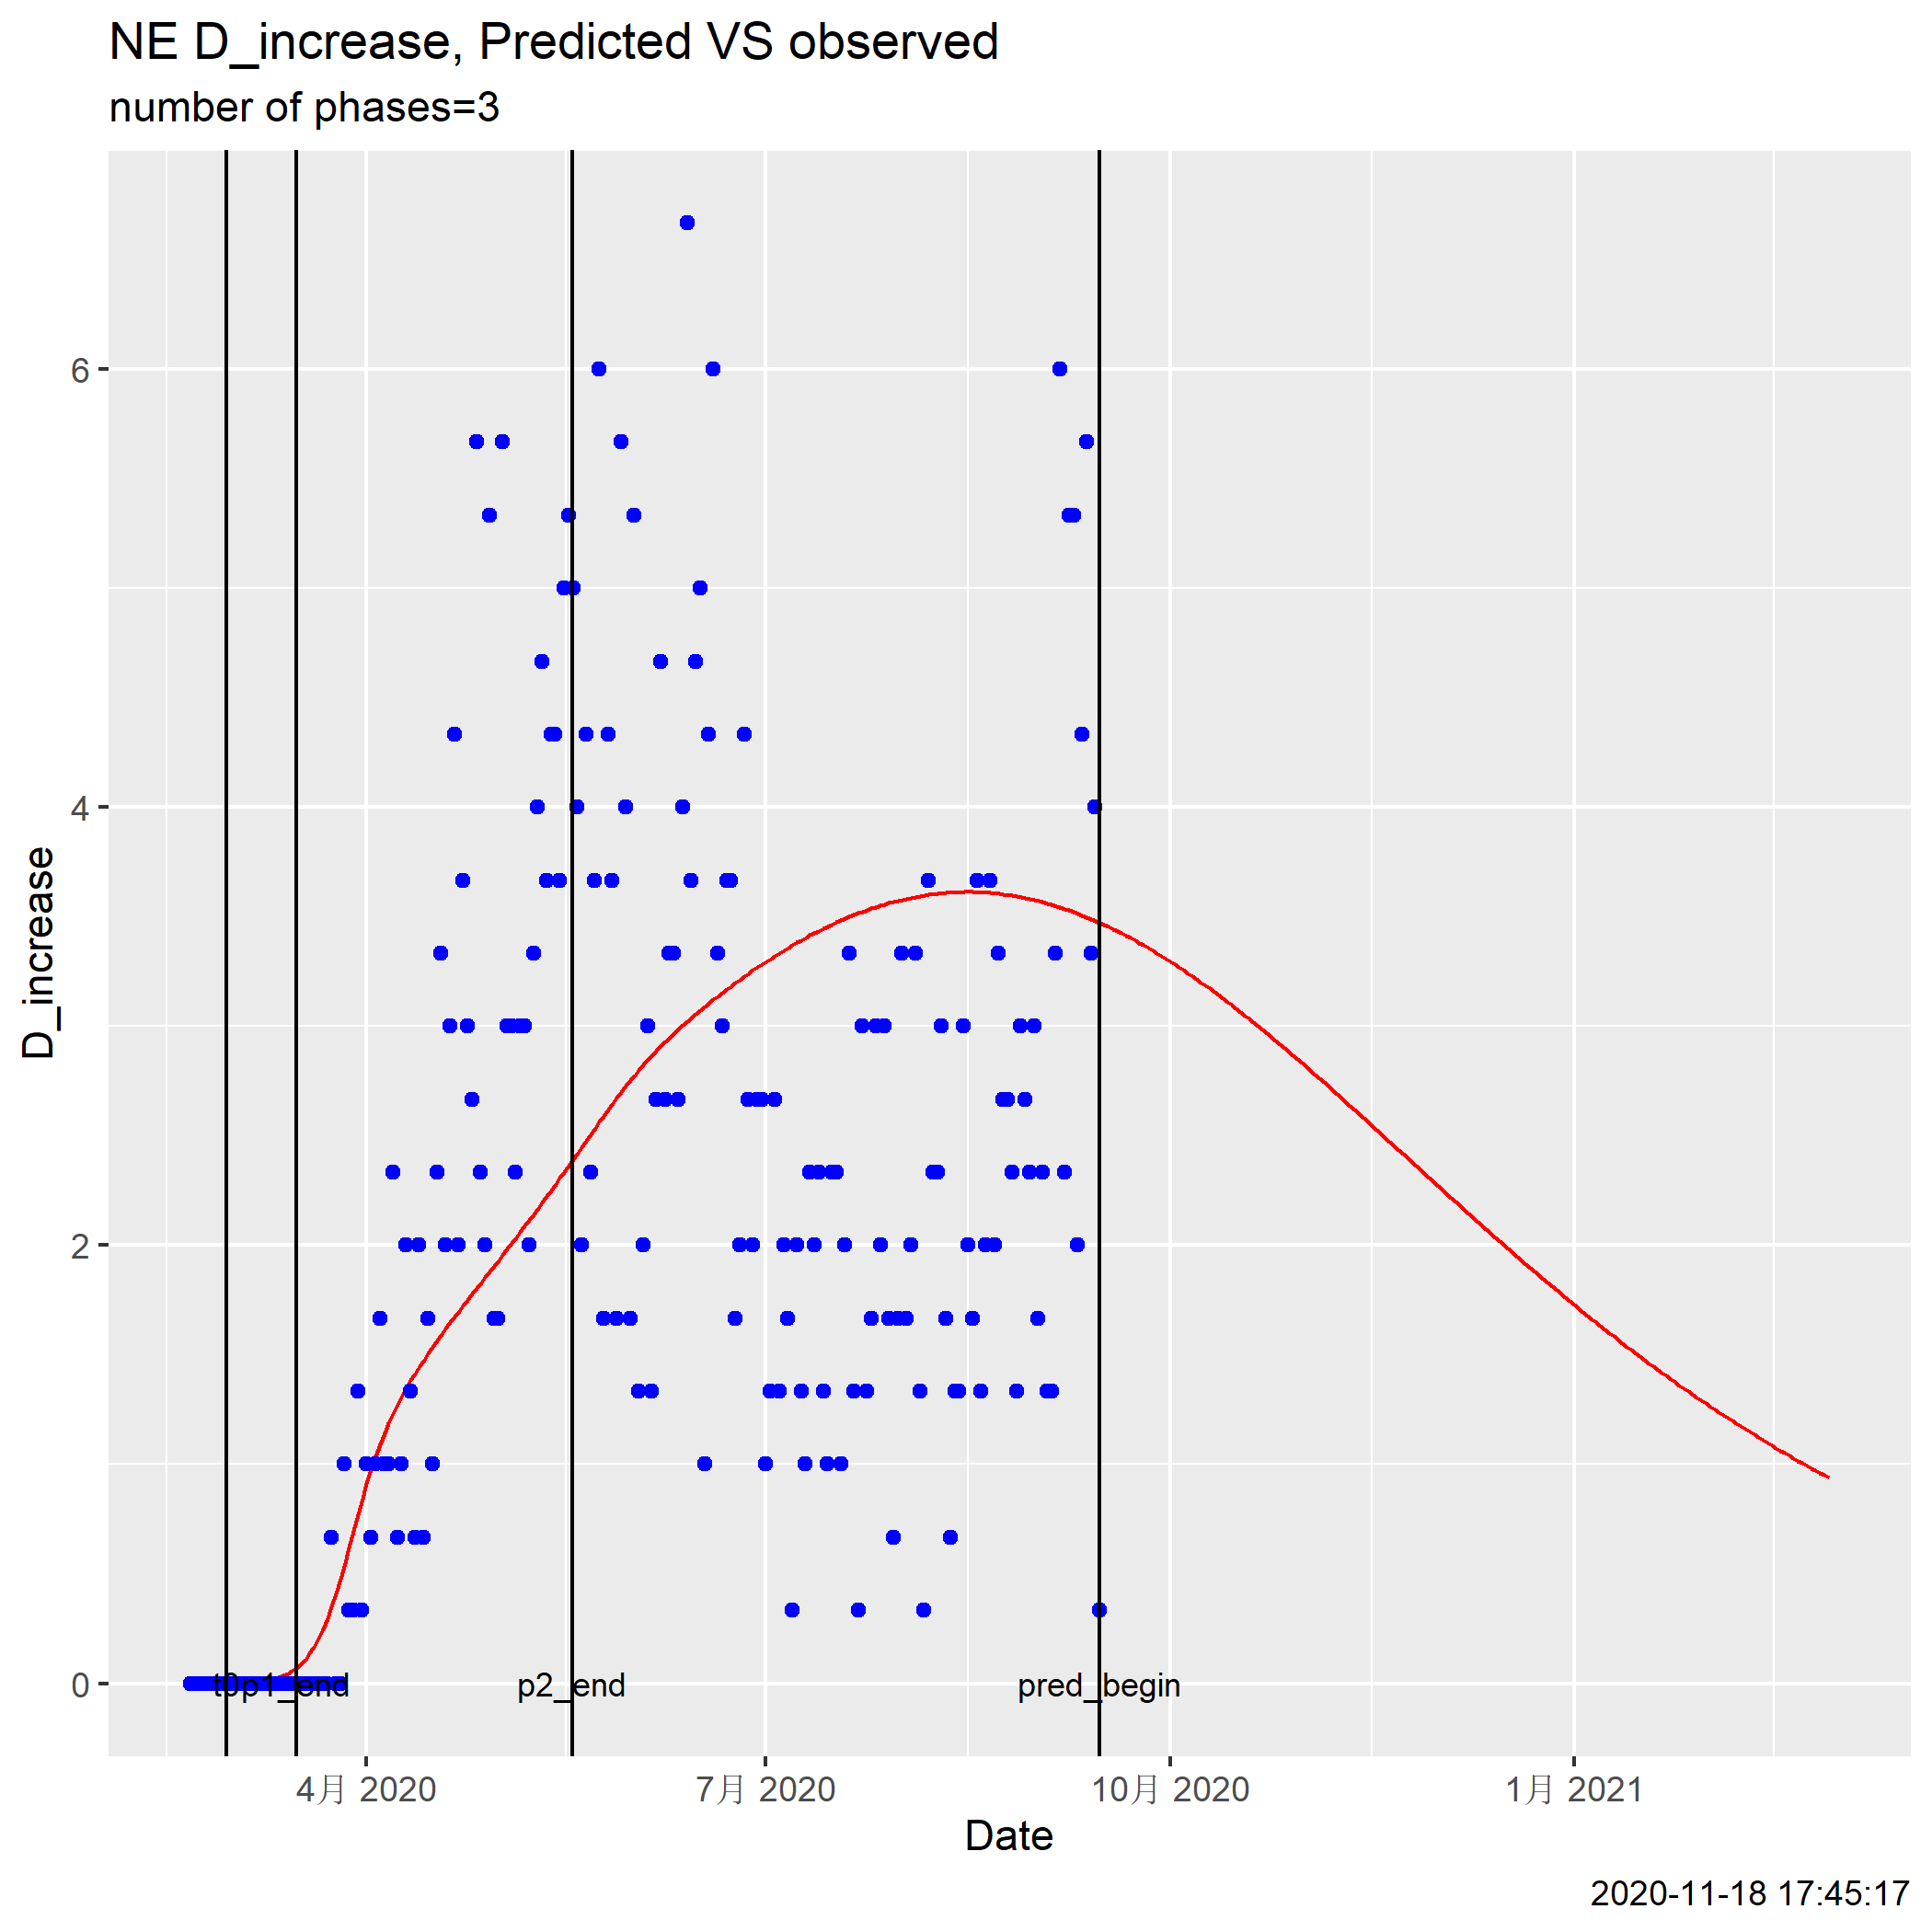 NE D_increase, Predicted VS observed
number of phases=3
D_increase
6
4
2
0
t0p1_end
p2_end
pred_begin
4月 2020
7月 2020
10月 2020
1月 2021
Date
2020-11-18 17:45:17